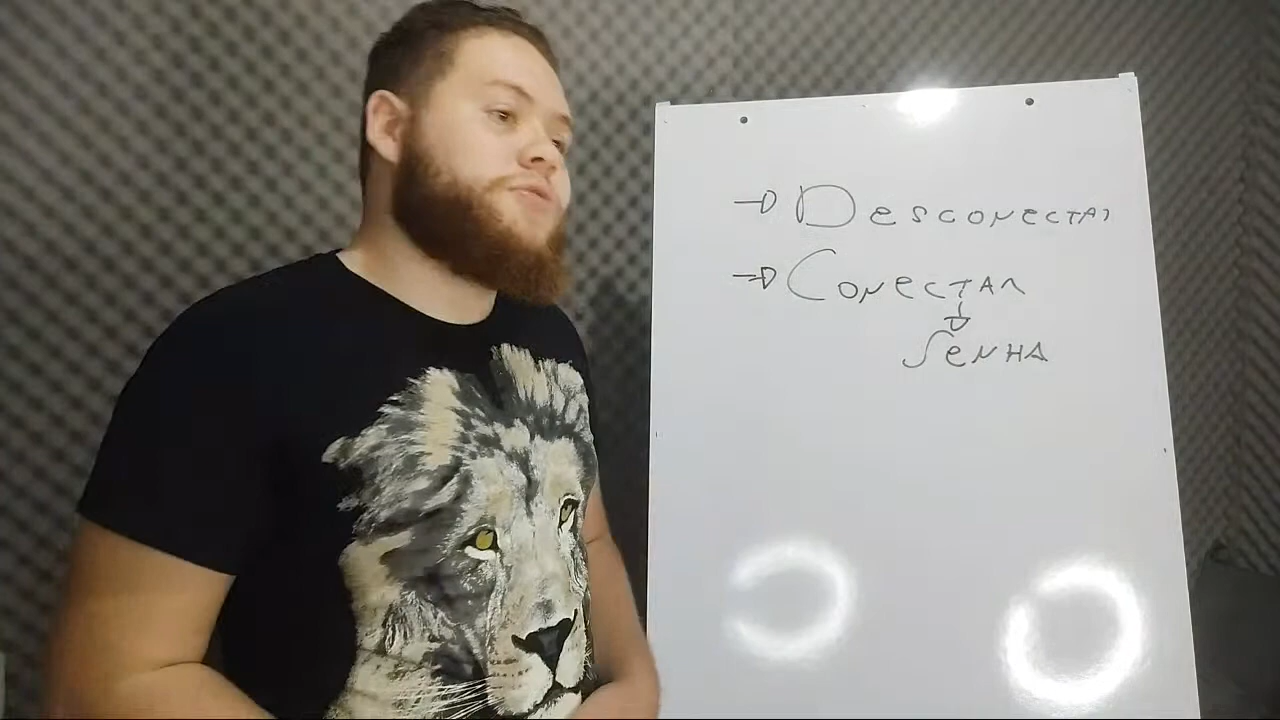 → Desconectar
→ Conectar
↓
Senha